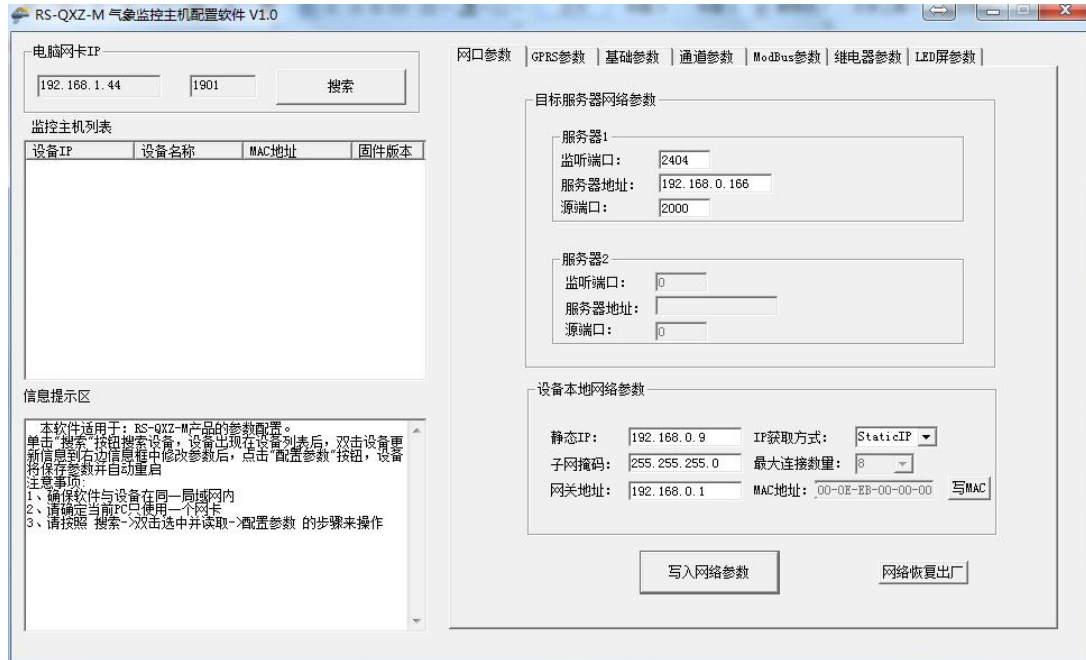 RS-QXZ-M 气象监控主机配置软件 V1.0
电脑网卡IP
192.168.1.44
1901
搜索
监控主机列表
设备IP 设备名称 MAC地址 固件版本
信息提示区
本软件适用于：RS-QXZ-M产品的参数配置。
单击"搜索"按钮搜索设备，设备出现在设备列表后，双击设备更
新信息到右边信息框中修改参数后，点击"配置参数"按钮，设备
将保存参数并自动重启
注意事项:
1、确保软件与设备在同一局域网内
2、请确定当前PC只使用一个网卡
3、请按照 搜索->双击选中并读取->配置参数 的步骤来操作
网口参数 GPRS参数 基础参数 通道参数 ModBus参数 继电器参数 LED屏参数
目标服务器网络参数
服务器1
监听端口： 2404
服务器地址： 192.168.0.166
源端口： 2000
服务器2
监听端口： 0
服务器地址：
源端口： 0
设备本地网络参数
静态IP： 192.168.0.9 IP获取方式： StaticIP
子网掩码： 255.255.255.0 最大连接数量： 8
网关地址： 192.168.0.1 MAC地址： 00-0E-EB-00-00-00 写MAC
写入网络参数 网络恢复出厂